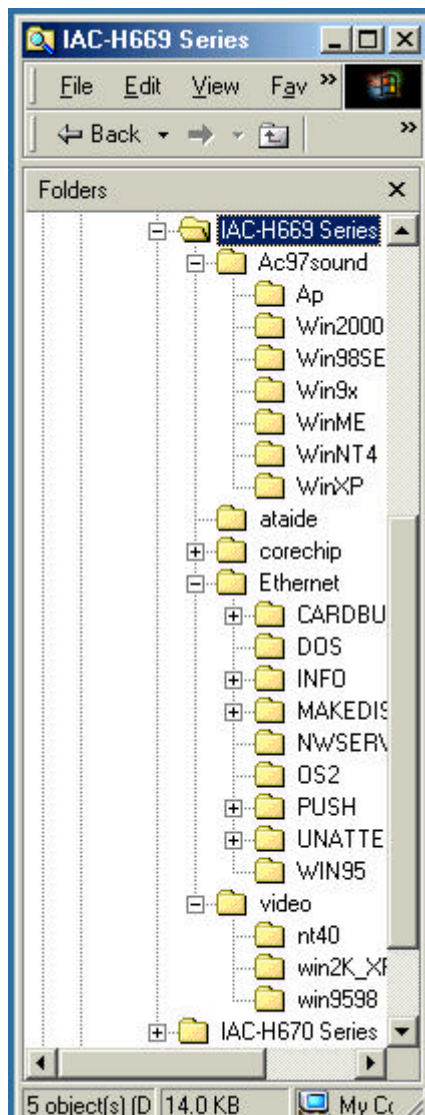 IAC-H669 Series
File Edit View Fav »
Back »
Folders
IAC-H669 Series
Ac97sound
Ap
Win2000
Win98SE
Win9x
WinME
WinNT4
WinXP
ataide
corechip
Ethernet
CARDBU
DOS
INFO
MAKEDIS
NWSERV
OS2
PUSH
UNATTE
WIN95
video
nt40
win2K_XP
win9598
IAC-H670 Series
5 object(s) (D 14.0 KB My Co